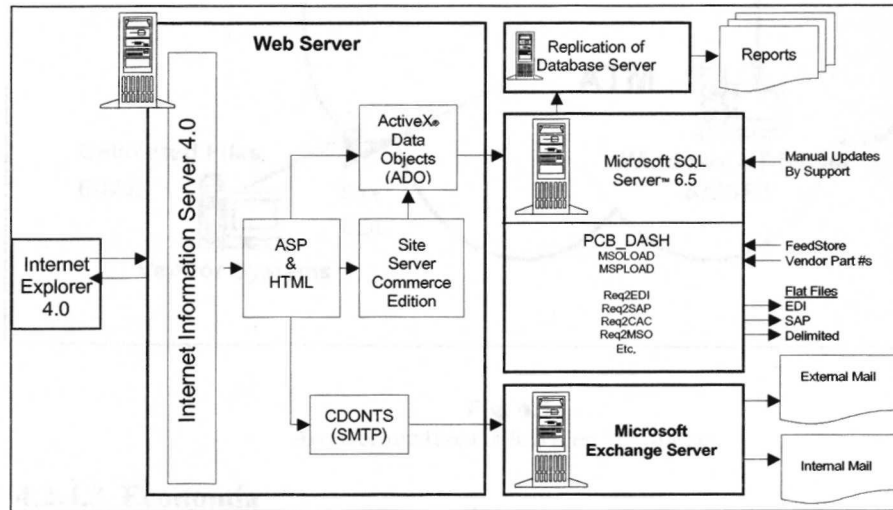 Web Server
Internet Information Server 4.0
Internet
Explorer
4.0
ASP
&
HTML
ActiveX®
Data
Objects
(ADO)
Site
Server
Commerce
Edition
CDONTS
(SMTP)
Replication of
Database Server
Reports
Microsoft SQL
Server™ 6.5
Manual Updates
By Support
PCB_DASH
MSOLOAD
MSPLOAD
Req2EDI
Req2SAP
Req2CAC
Req2MSO
Etc,
FeedStore
Vendor Part #s
Flat Files
EDI
SAP
Delimited
Microsoft
Exchange Server
External Mail
Internal Mail